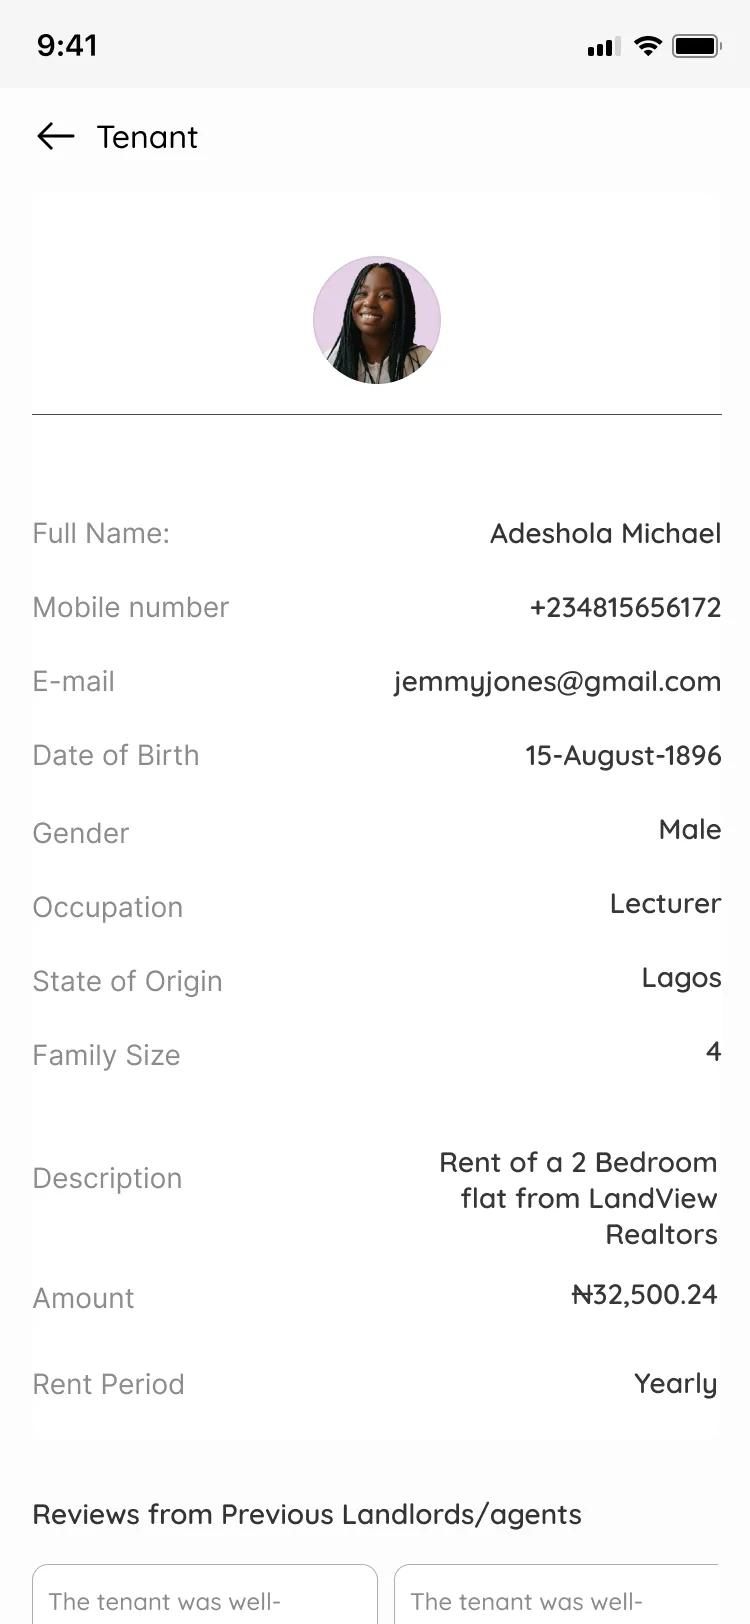 9:41
Tenant
Full Name: Adeshola Michael
Mobile number +234815656172
E-mail jemmyjones@gmail.com
Date of Birth 15-August-1896
Gender Male
Occupation Lecturer
State of Origin Lagos
Family Size 4
Description Rent of a 2 Bedroom
flat from LandView
Realtors
Amount ₦32,500.24
Rent Period Yearly
Reviews from Previous Landlords/agents
The tenant was well-
The tenant was well-